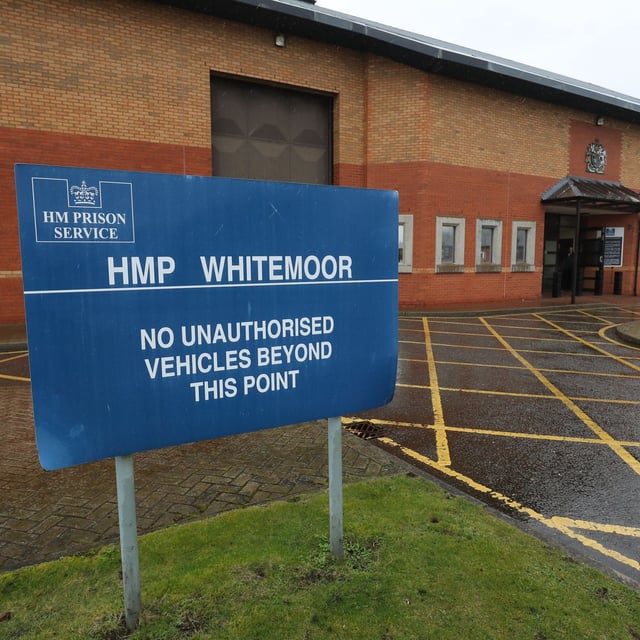 HM PRISON
SERVICE
HMP WHITEMOOR
NO UNAUTHORISED
VEHICLES BEYOND
THIS POINT